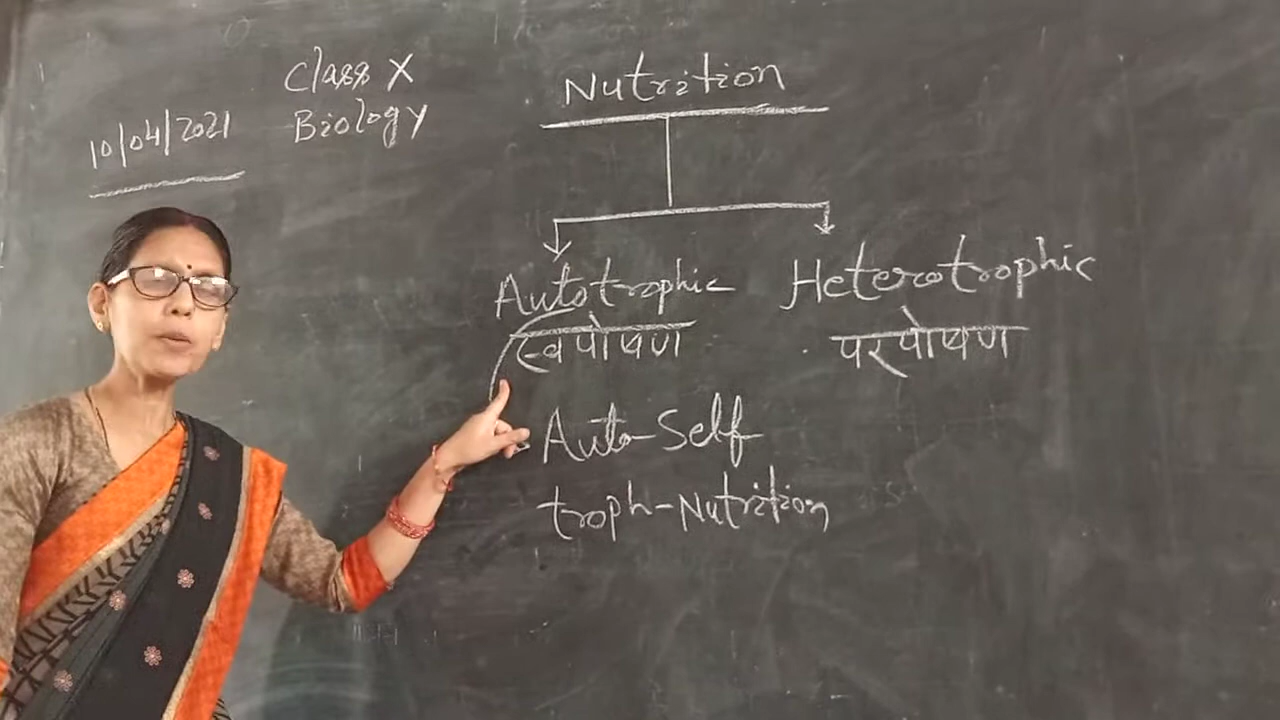 10/04/2021
Class X
Biology
Nutrition
Autotrophic
Heterotrophic
स्वपोषण
परपोषण
Auto-Self
troph-Nutrition